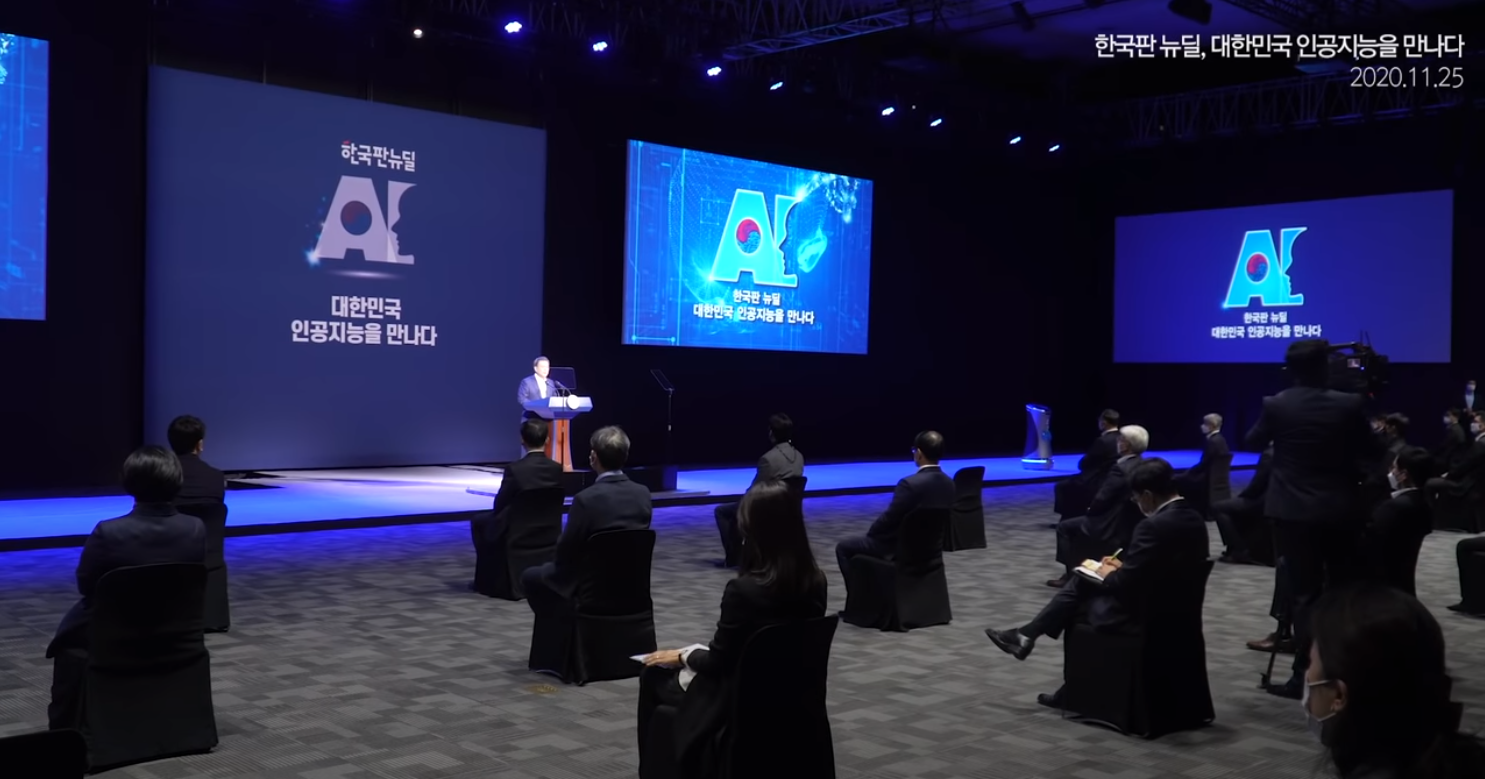 한국판 뉴딜, 대한민국 인공지능을 만나다
2020.11.25
한국판뉴딜
AI
대한민국
인공지능을 만나다
AI
한국판 뉴딜
대한민국 인공지능을 만나다
AI
한국판 뉴딜
대한민국 인공지능을 만나다